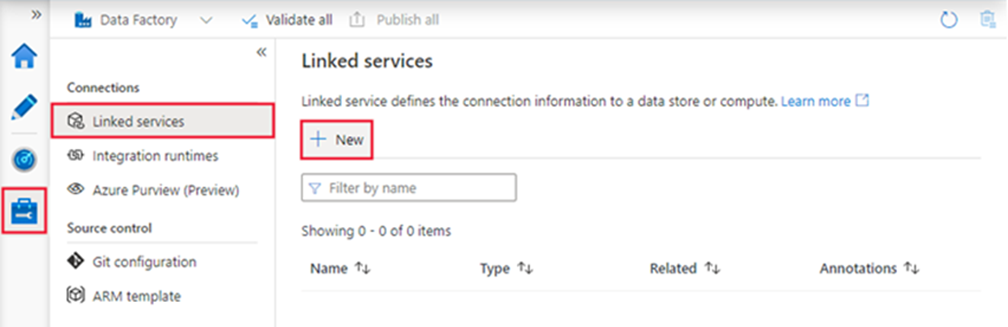 Data Factory
Validate all
Publish all
Connections
Linked services
Integration runtimes
Azure Purview (Preview)
Source control
Git configuration
ARM template
Linked services
Linked service defines the connection information to a data store or compute. Learn more
New
Filter by name
Showing 0 - 0 of 0 items
Name Type Related Annotations